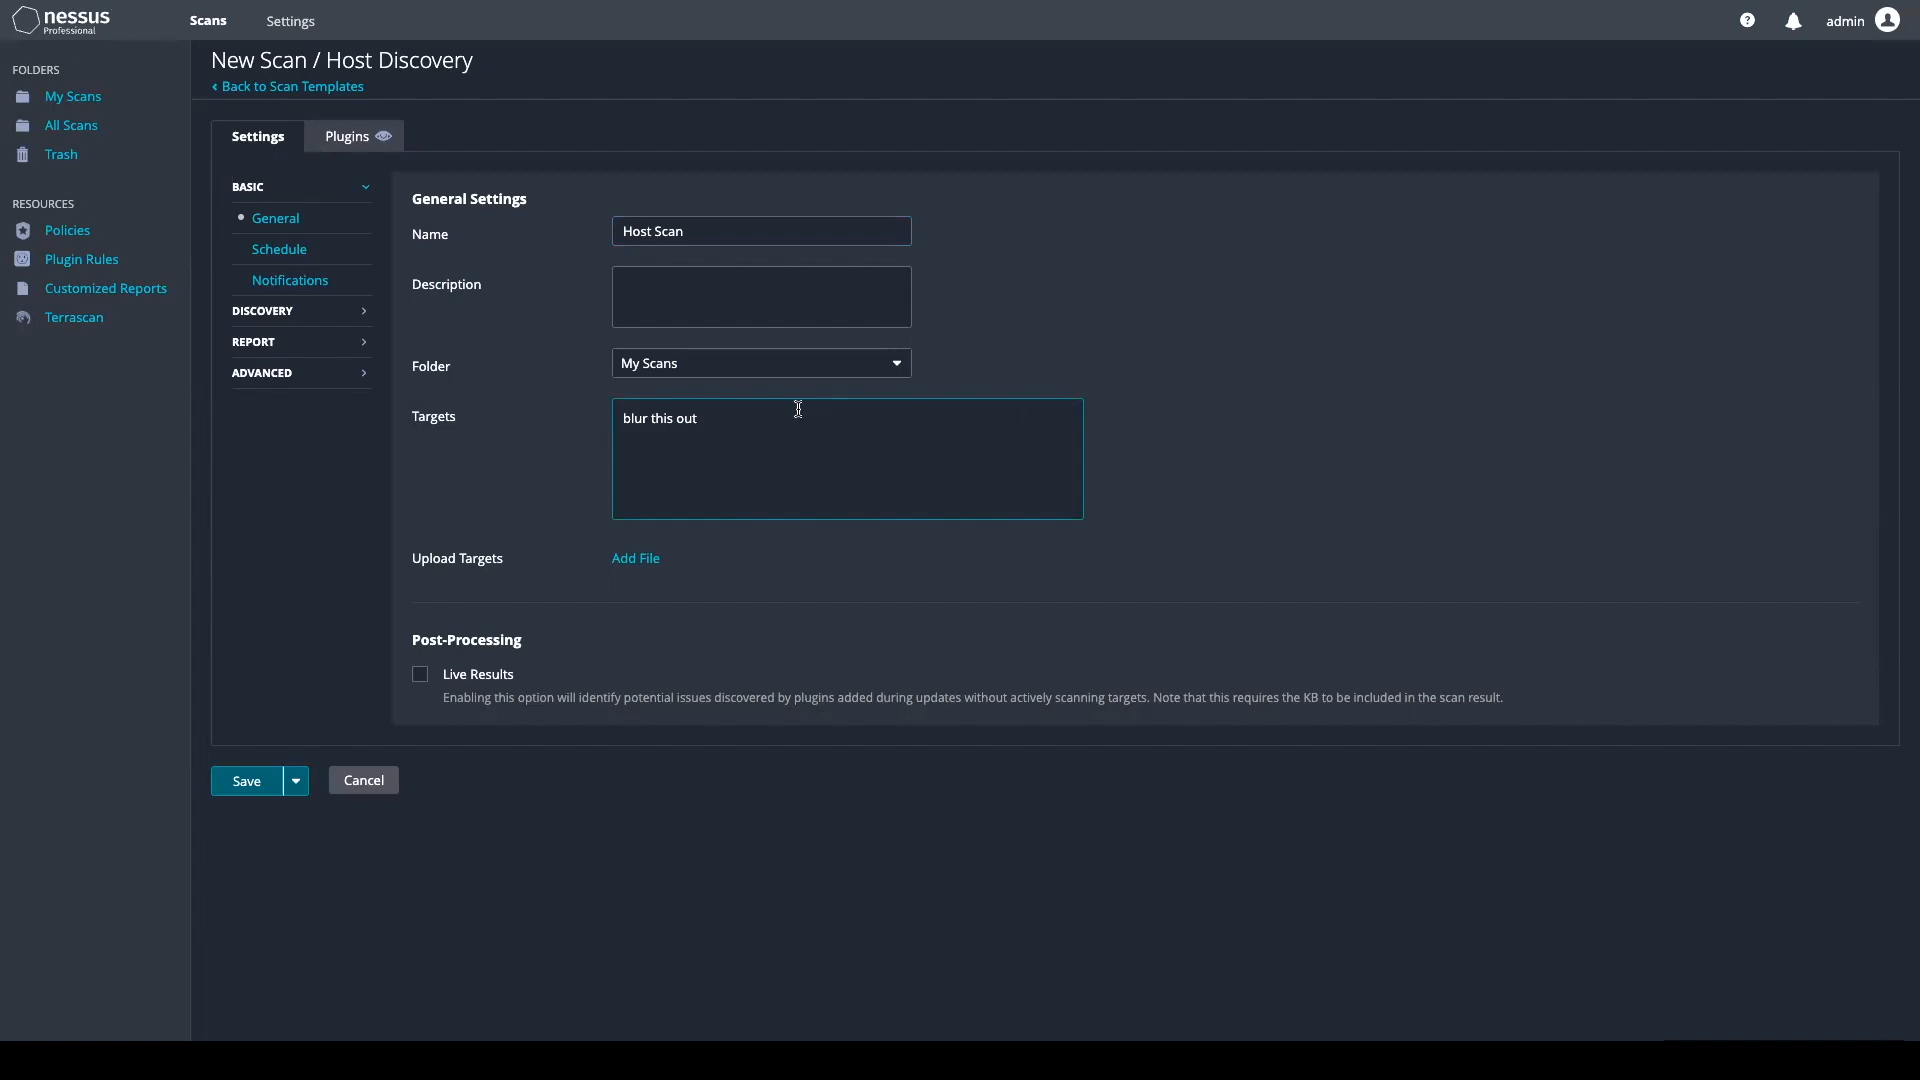 nessus
Professional
Scans
Settings
admin
FOLDERS
My Scans
All Scans
Trash
RESOURCES
Policies
Plugin Rules
Customized Reports
Terrascan
New Scan / Host Discovery
‹ Back to Scan Templates
Settings
Plugins
BASIC
General
Schedule
Notifications
DISCOVERY
REPORT
ADVANCED
General Settings
Name
Host Scan
Description
Folder
My Scans
Targets
blur this out
Upload Targets
Add File
Post-Processing
Live Results
Enabling this option will identify potential issues discovered by plugins added during updates without actively scanning targets. Note that this requires the KB to be included in the scan result.
Save
Cancel